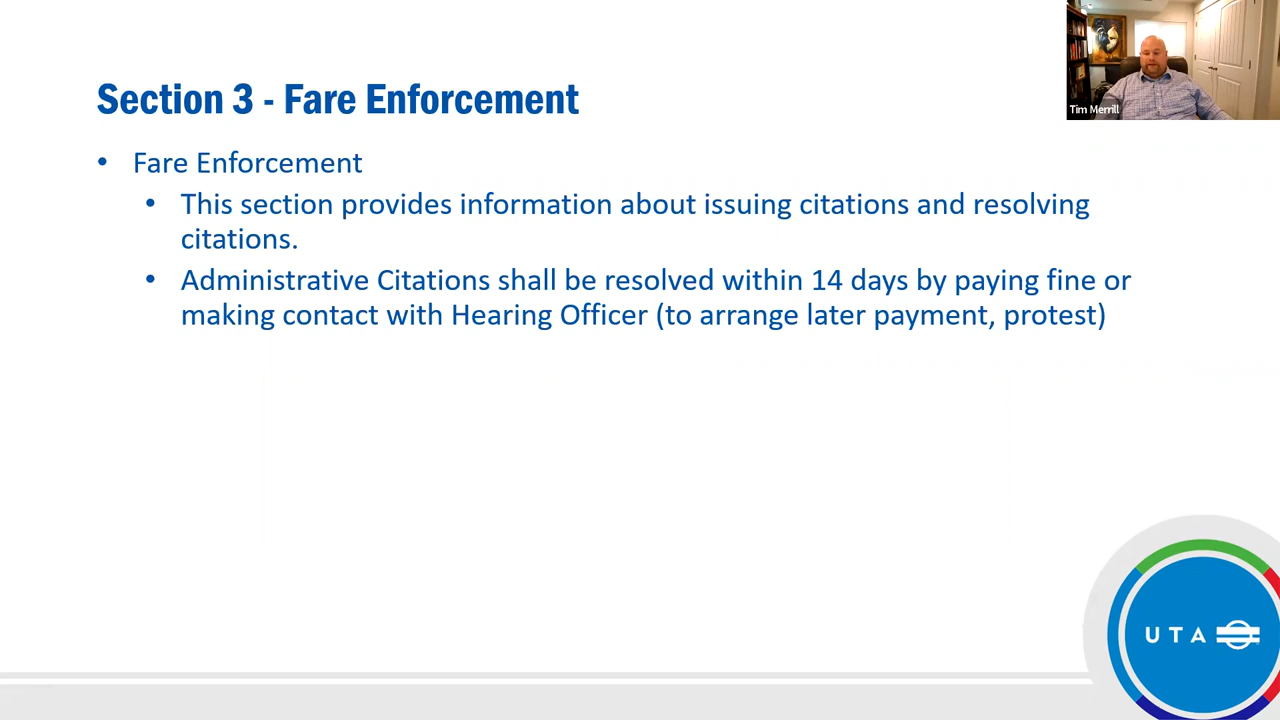 Section 3 - Fare Enforcement
• Fare Enforcement
• This section provides information about issuing citations and resolving
citations.
• Administrative Citations shall be resolved within 14 days by paying fine or
making contact with Hearing Officer (to arrange later payment, protest)
Tim Merrill
UTA